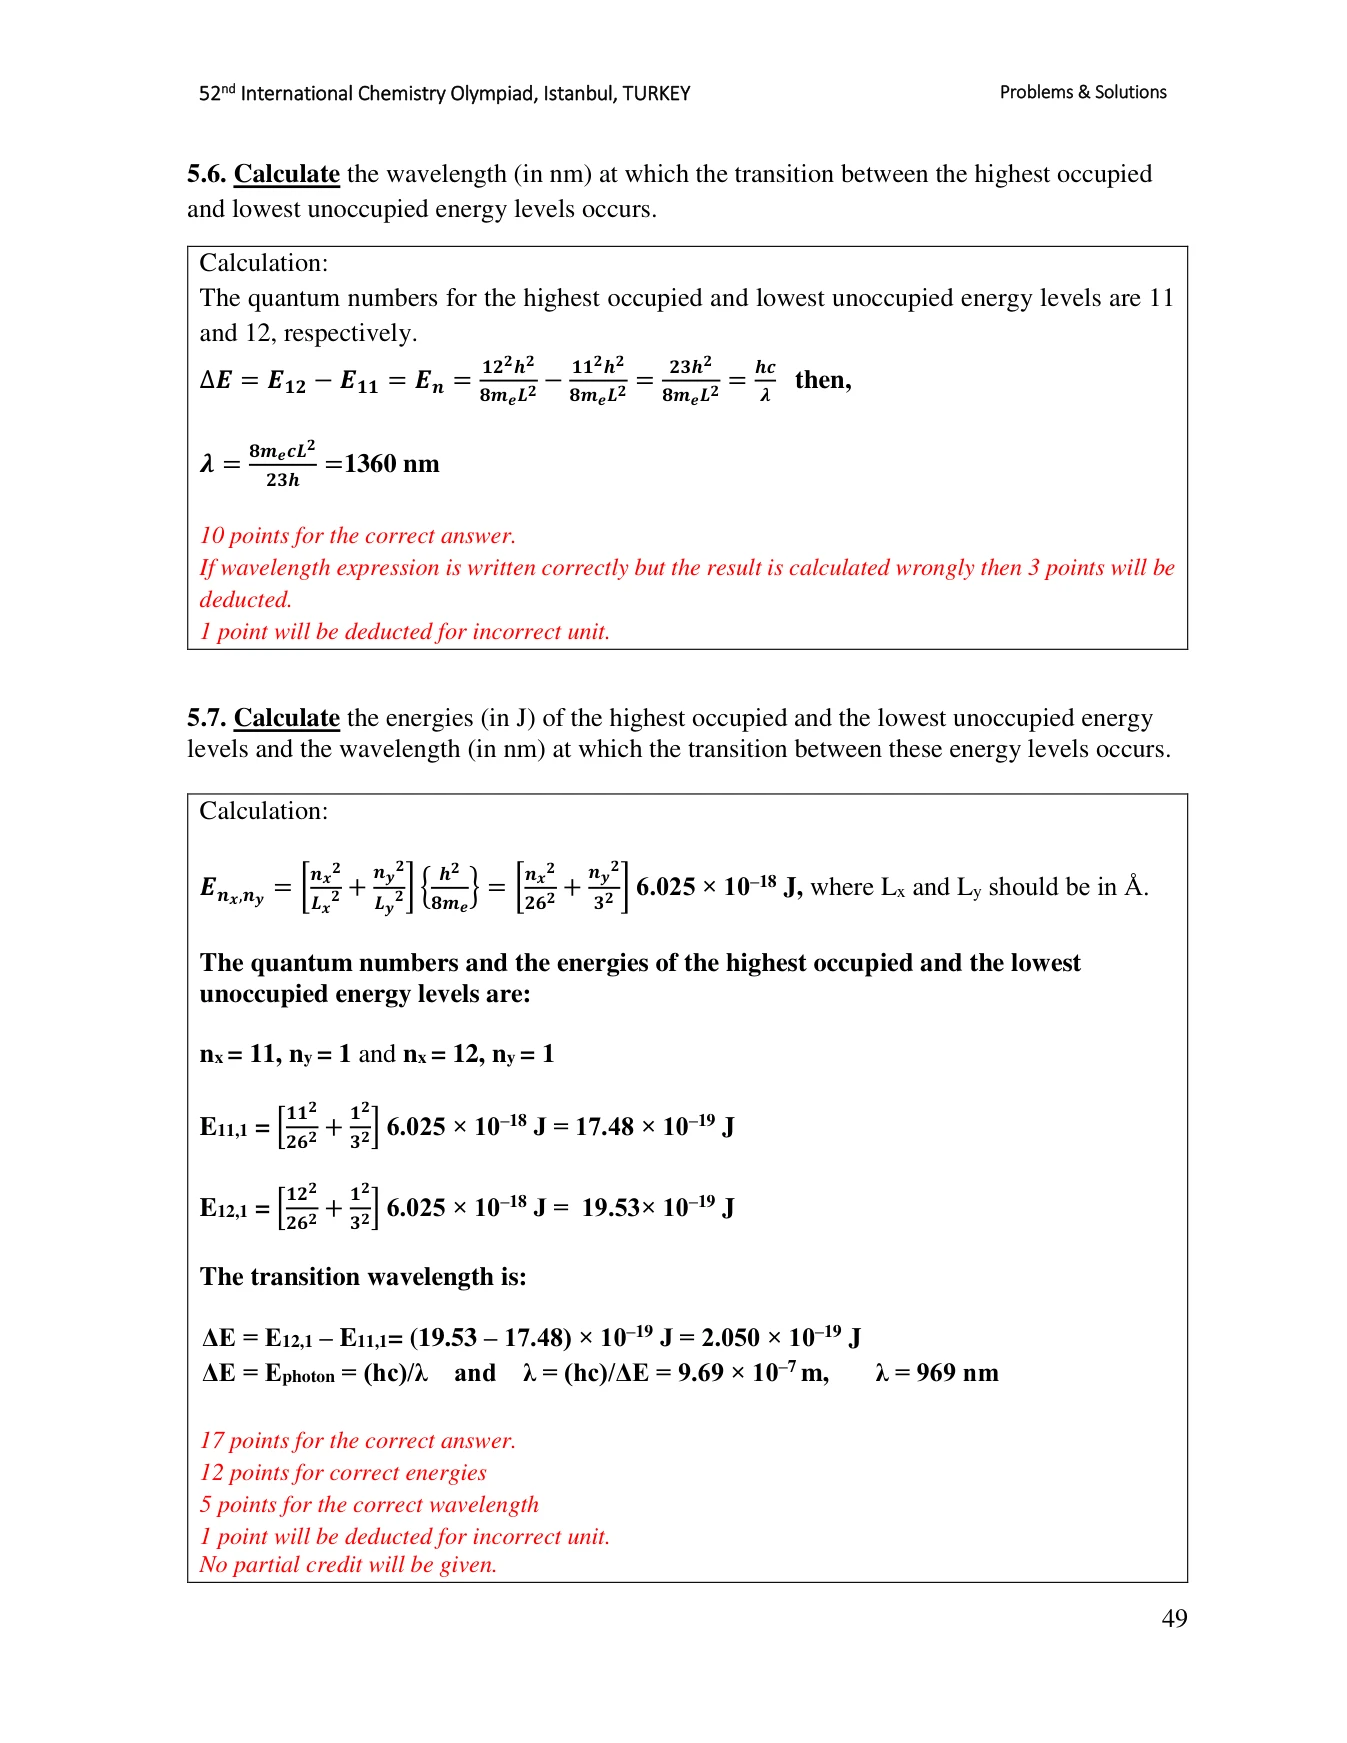 52nd International Chemistry Olympiad, Istanbul, TURKEY Problems & Solutions
5.6. Calculate the wavelength (in nm) at which the transition between the highest occupied
and lowest unoccupied energy levels occurs.
Calculation:
The quantum numbers for the highest occupied and lowest unoccupied energy levels are 11
and 12, respectively.
ΔE = E₁₂ − E₁₁ = Eₙ = 12²h²/8mₑL² − 11²h²/8mₑL² = 23h²/8mₑL² = hc/λ then,
λ = 8mₑcL²/23h =1360 nm
10 points for the correct answer.
If wavelength expression is written correctly but the result is calculated wrongly then 3 points will be
deducted.
1 point will be deducted for incorrect unit.
5.7. Calculate the energies (in J) of the highest occupied and the lowest unoccupied energy
levels and the wavelength (in nm) at which the transition between these energy levels occurs.
Calculation:
E_{nx,ny} = [nx²/Lx² + ny²/Ly²] {h²/8mₑ} = [nx²/26² + ny²/3²] 6.025 × 10⁻¹⁸ J, where Lx and Ly should be in Å.
The quantum numbers and the energies of the highest occupied and the lowest
unoccupied energy levels are:
nx = 11, ny = 1 and nx = 12, ny = 1
E11,1 = [11²/26² + 1²/3²] 6.025 × 10⁻¹⁸ J = 17.48 × 10⁻¹⁹ J
E12,1 = [12²/26² + 1²/3²] 6.025 × 10⁻¹⁸ J = 19.53× 10⁻¹⁹ J
The transition wavelength is:
ΔE = E12,1 – E11,1= (19.53 – 17.48) × 10⁻¹⁹ J = 2.050 × 10⁻¹⁹ J
ΔE = Ephoton = (hc)/λ and λ = (hc)/ΔE = 9.69 × 10⁻⁷ m, λ = 969 nm
17 points for the correct answer.
12 points for correct energies
5 points for the correct wavelength
1 point will be deducted for incorrect unit.
No partial credit will be given.
49